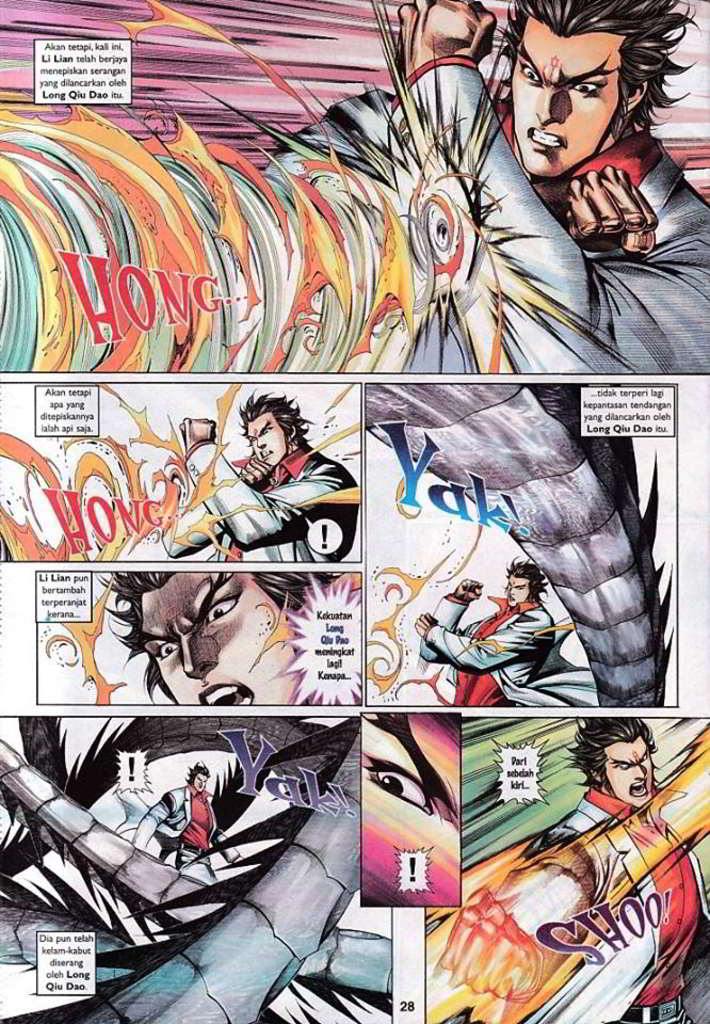 Akan tetapi, kali ini,
Li Lian telah berjaya
menepiskan serangan
yang dilancarkan oleh
Long Qiu Dao itu.
HONG...
Akan tetapi
apa yang
ditepiskannya
ialah api saja.
HONG...
!
...tidak terperi lagi
kepantasan tendangan
yang dilancarkan oleh
Long Qiu Dao itu.
Yak!
Li Lian pun
bertambah
terperanjat
kerana...
Kekuatan
Long
Qiu Dao
meningkat
lagi!
Kenapa...
!
Yak!
Dia pun telah
kelam-kabut
diserang
oleh Long
Qiu Dao.
!
Dari
sebelah
kiri...
SHOO!
28